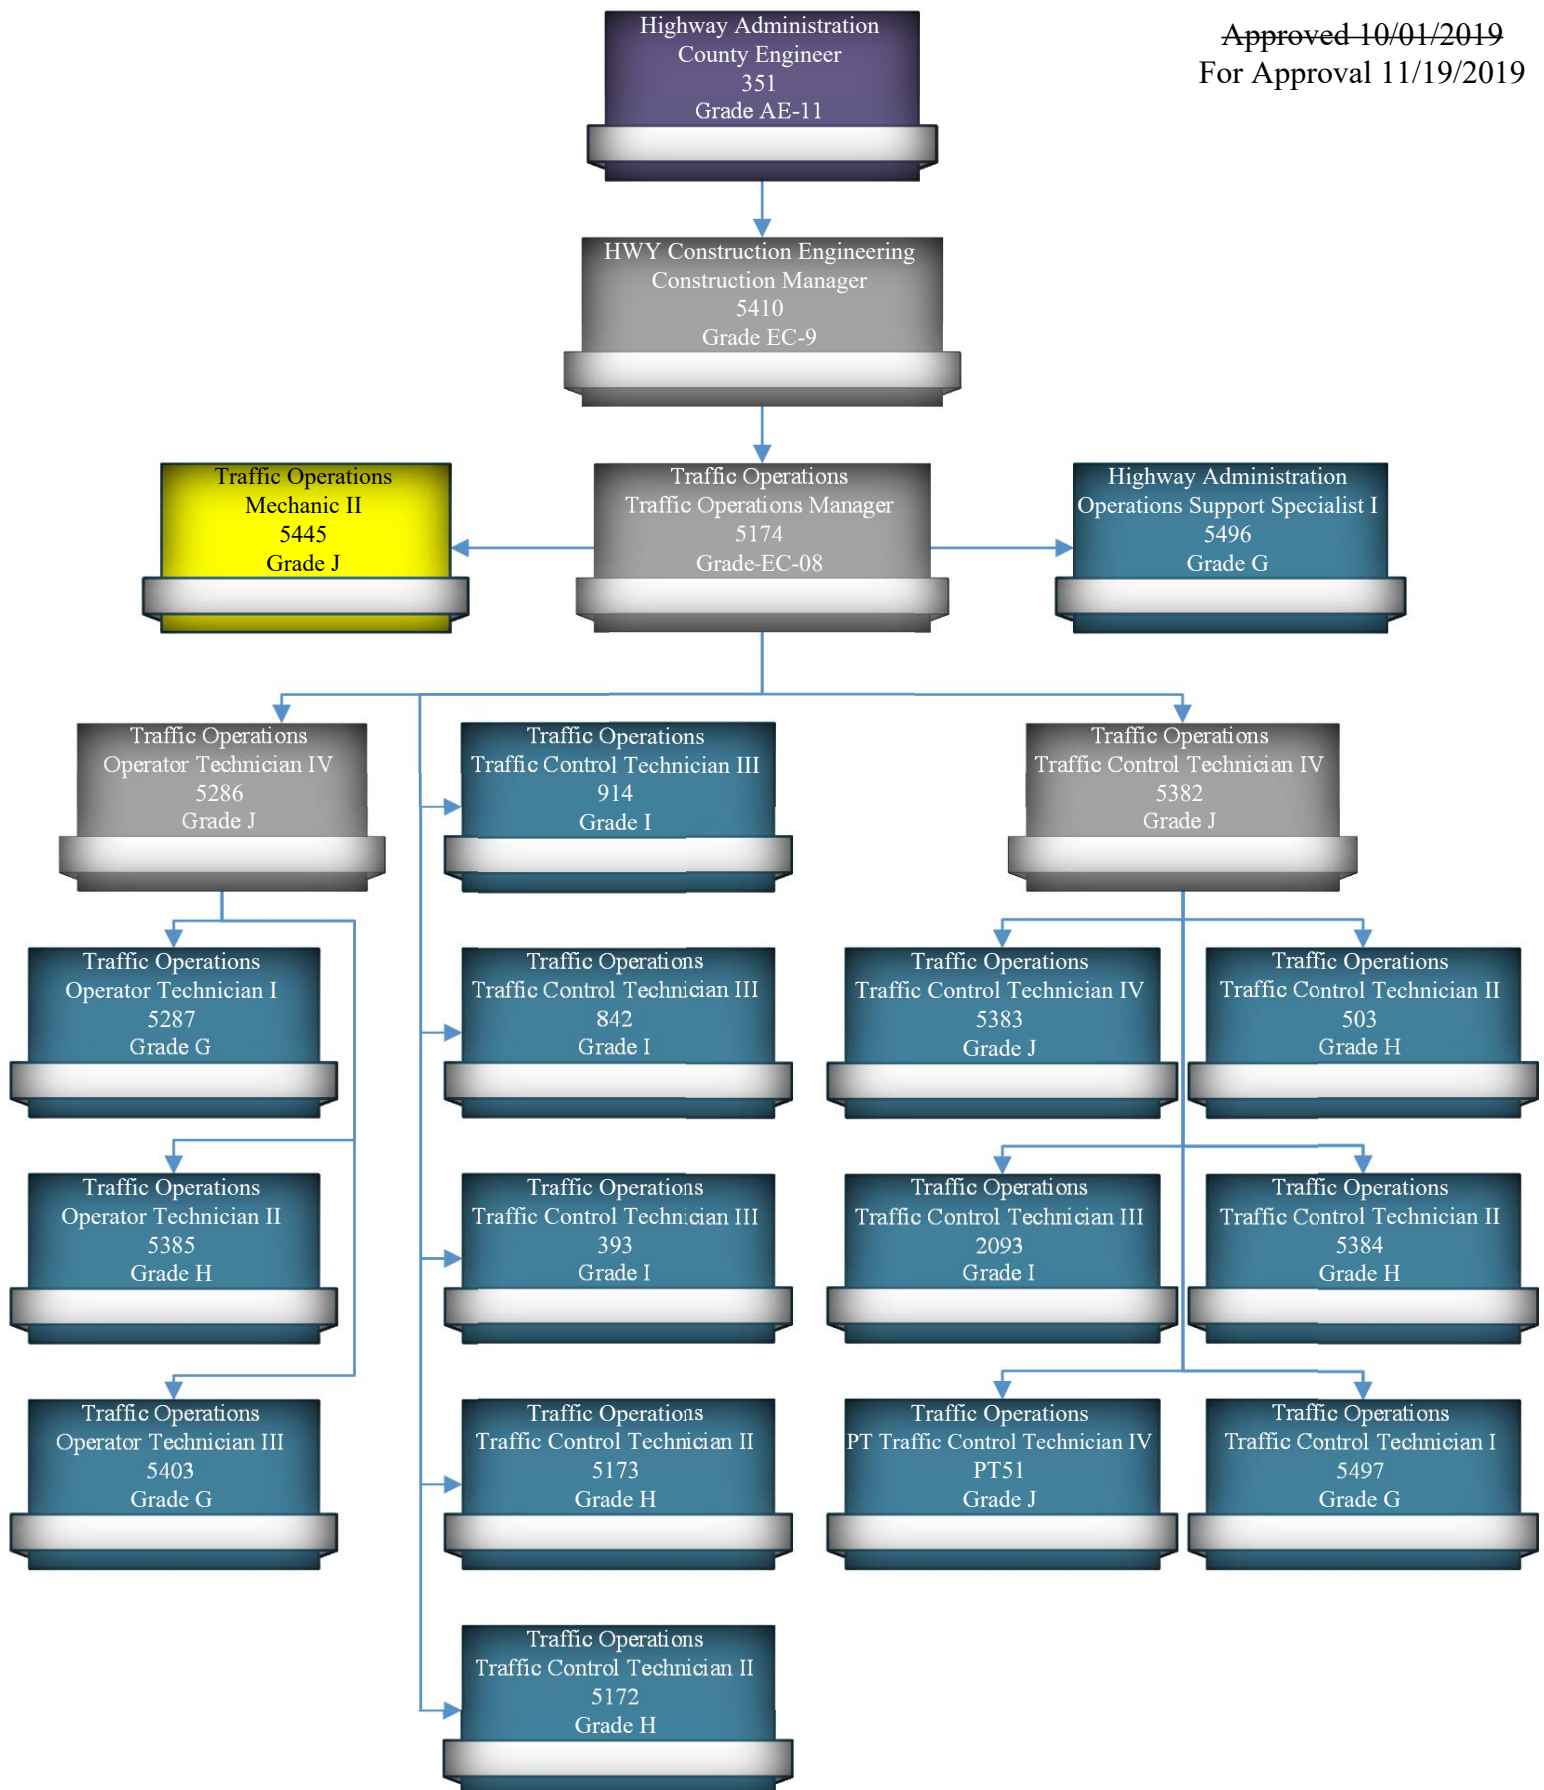 Approved 10/01/2019
For Approval 11/19/2019
Highway Administration
County Engineer
351
Grade AE-11
HWY Construction Engineering
Construction Manager
5410
Grade EC-9
Traffic Operations
Mechanic II
5445
Grade J
Traffic Operations
Traffic Operations Manager
5174
Grade-EC-08
Highway Administration
Operations Support Specialist I
5496
Grade G
Traffic Operations
Operator Technician IV
5286
Grade J
Traffic Operations
Traffic Control Technician III
914
Grade I
Traffic Operations
Traffic Control Technician IV
5382
Grade J
Traffic Operations
Operator Technician I
5287
Grade G
Traffic Operations
Traffic Control Technician III
842
Grade I
Traffic Operations
Traffic Control Technician IV
5383
Grade J
Traffic Operations
Traffic Control Technician II
503
Grade H
Traffic Operations
Operator Technician II
5385
Grade H
Traffic Operations
Traffic Control Technician III
393
Grade I
Traffic Operations
Traffic Control Technician III
2093
Grade I
Traffic Operations
Traffic Control Technician II
5384
Grade H
Traffic Operations
Operator Technician III
5403
Grade G
Traffic Operations
Traffic Control Technician II
5173
Grade H
Traffic Operations
PT Traffic Control Technician IV
PT51
Grade J
Traffic Operations
Traffic Control Technician I
5497
Grade G
Traffic Operations
Traffic Control Technician II
5172
Grade H